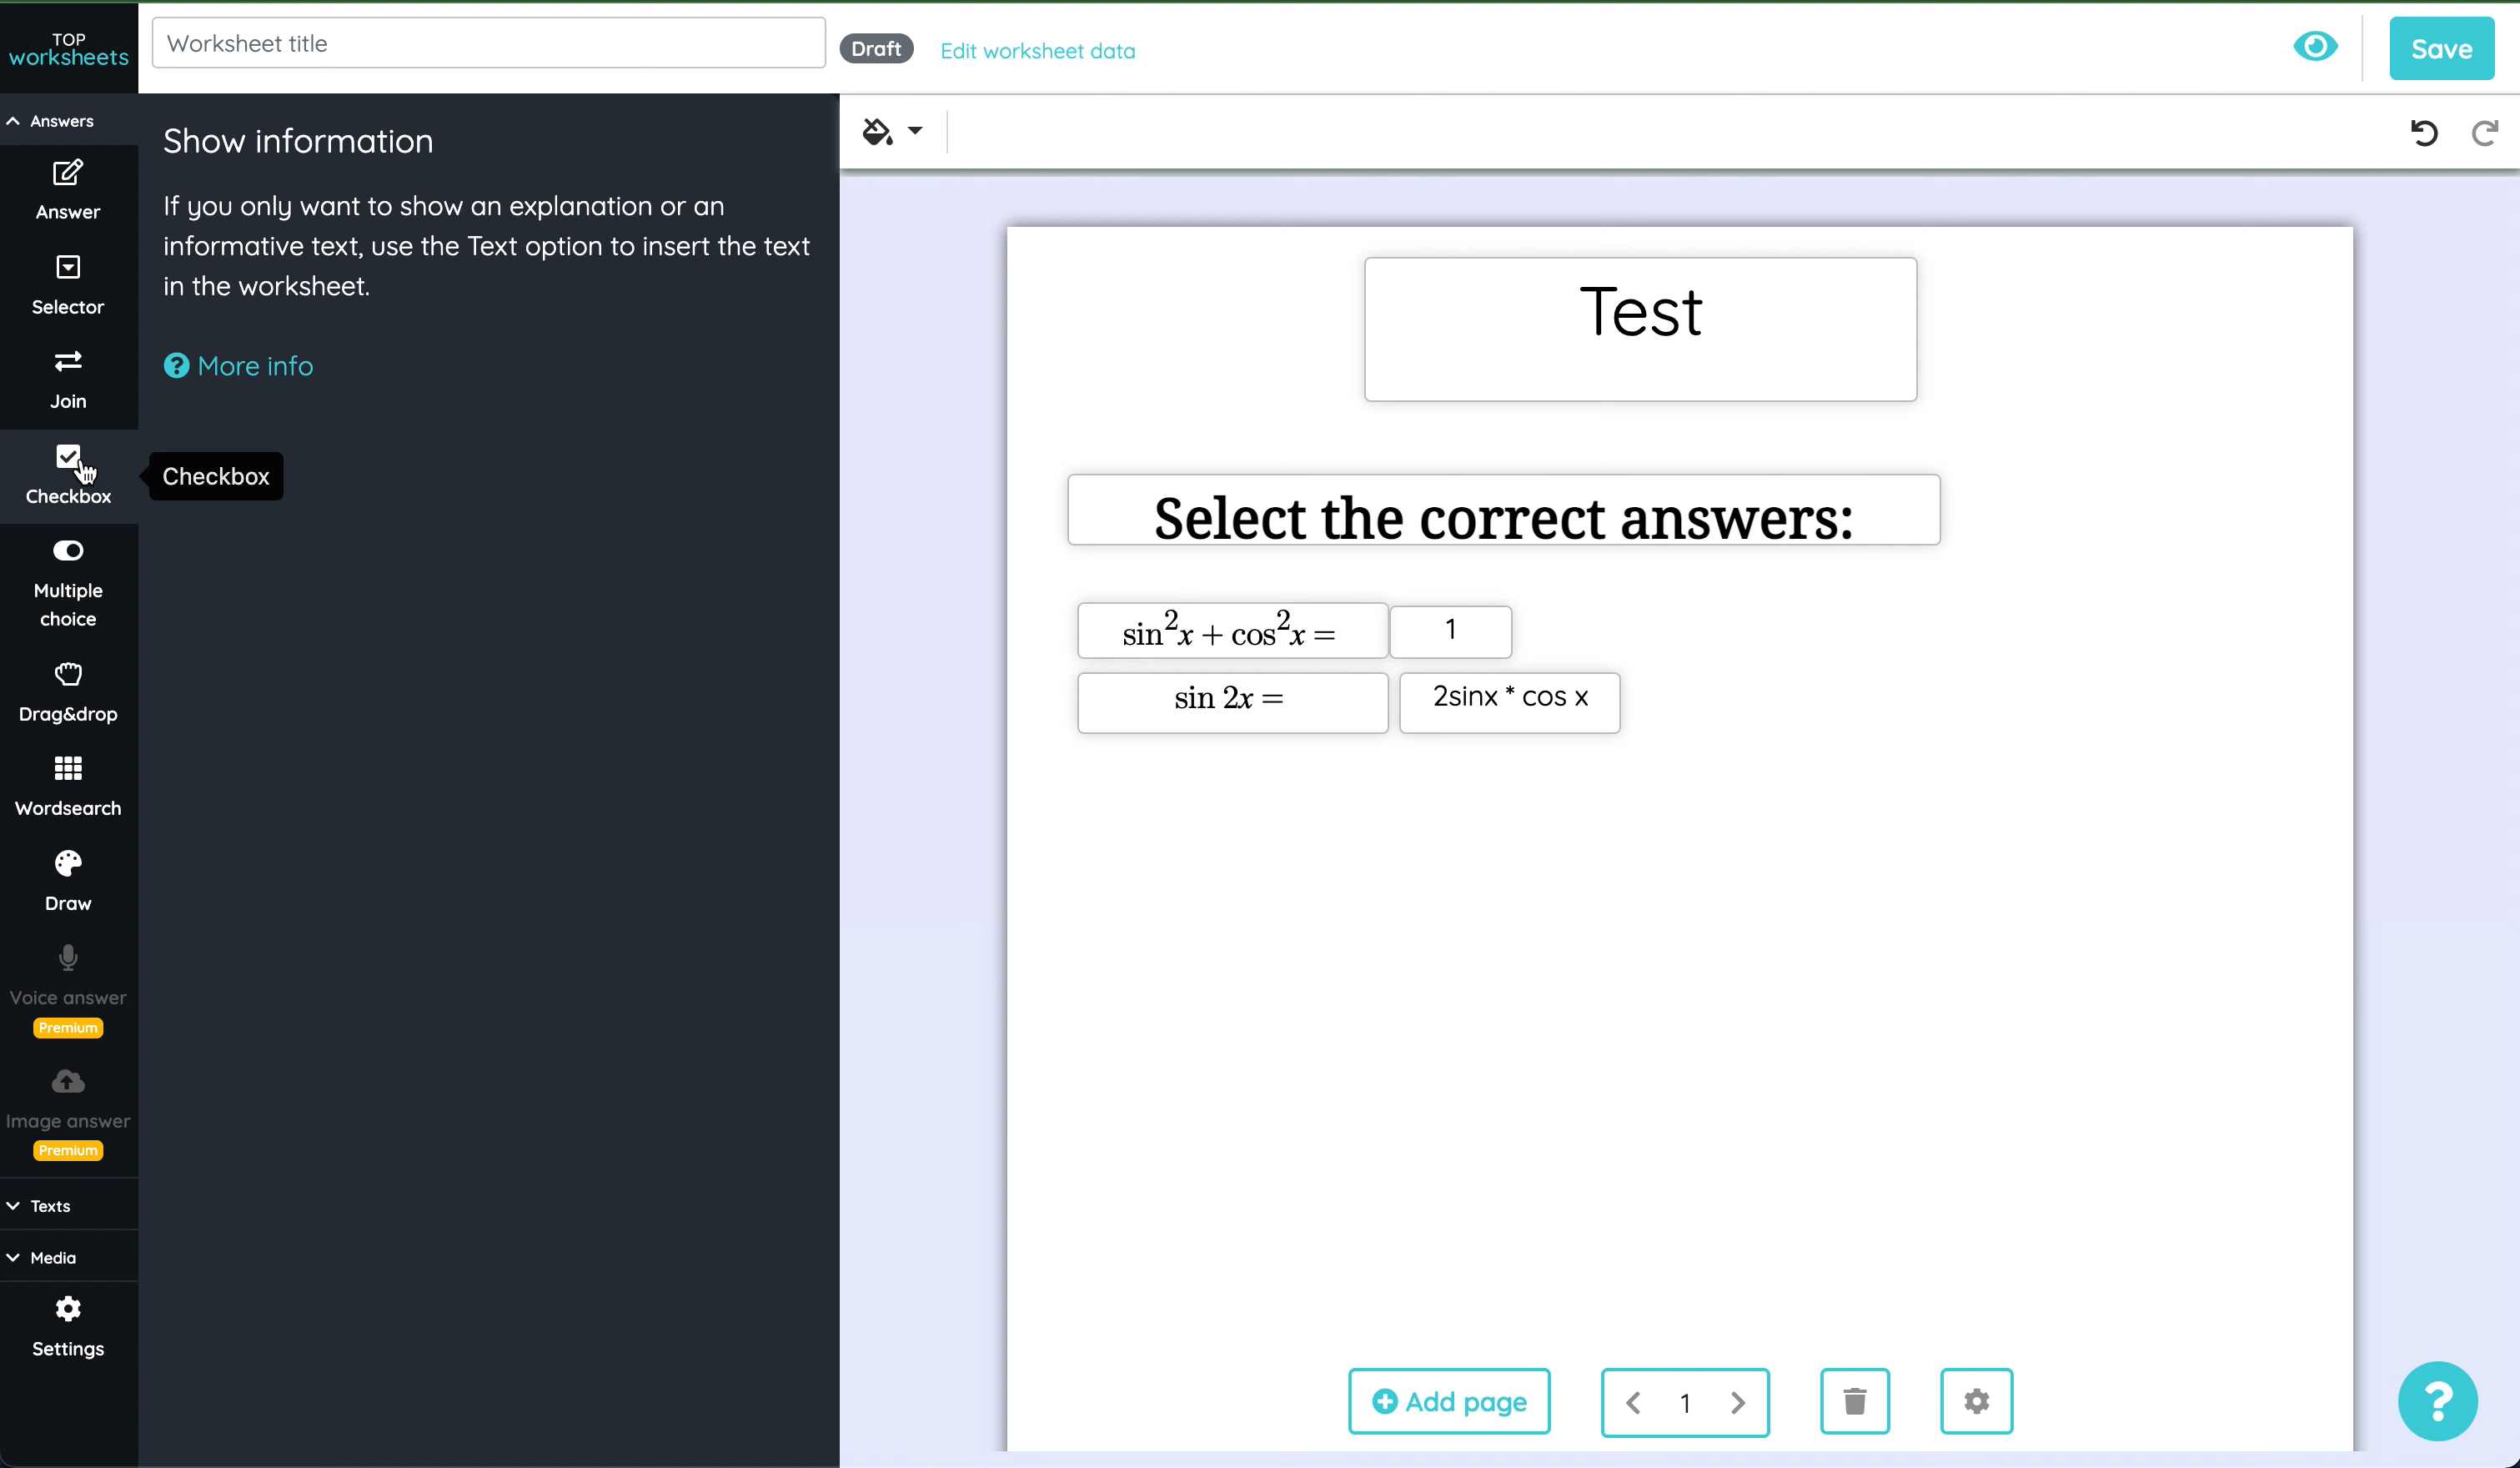 TOP
worksheets
Worksheet title
Draft
Edit worksheet data
Save
Answers
Answer
Selector
Join
Checkbox
Multiple
choice
Drag&drop
Wordsearch
Draw
Voice answer
Premium
Image answer
Premium
Texts
Media
Settings
Show information
If you only want to show an explanation or an
informative text, use the Text option to insert the text
in the worksheet.
? More info
Checkbox
Test
Select the correct answers:
sin²x + cos²x =
1
sin 2x =
2sinx * cos x
Add page
1
?